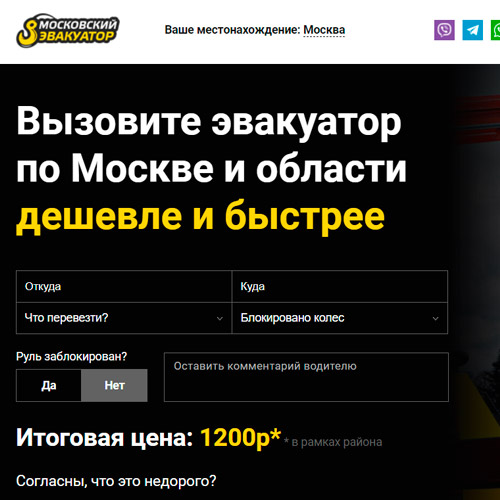 МОСКОВСКИЙ
ЭВАКУАТОР
Ваше местонахождение: Москва
Вызовите эвакуатор
по Москве и области
дешевле и быстрее
Откуда Куда
Что перевезти? Блокировано колес
Руль заблокирован?
Да Нет
Оставить комментарий водителю
Итоговая цена: 1200р* * в рамках района
Согласны, что это недорого?